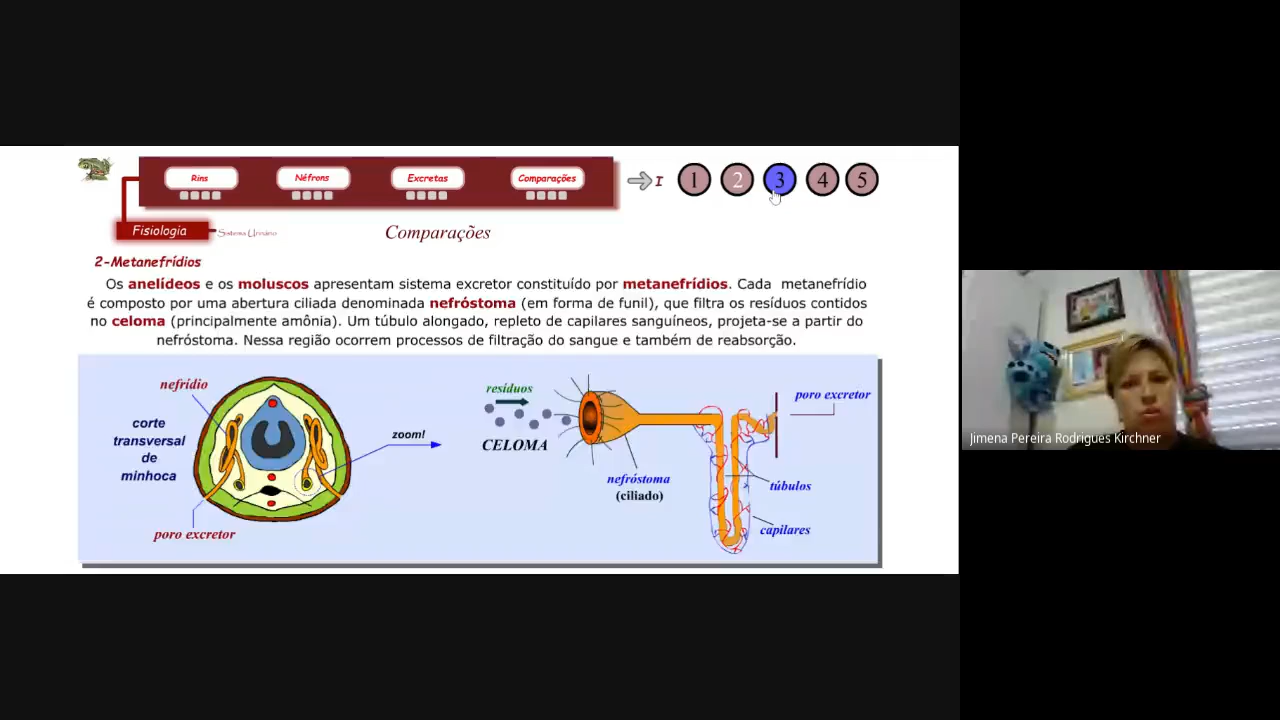 Rins
Néfrons
Excretas
Comparações
I 1 2 3 4 5
Fisiologia
Sistema Urinário
Comparações
2-Metanefrídios
Os anelídeos e os moluscos apresentam sistema excretor constituído por metanefrídios. Cada metanefrídio
é composto por uma abertura ciliada denominada nefróstoma (em forma de funil), que filtra os resíduos contidos
no celoma (principalmente amônia). Um túbulo alongado, repleto de capilares sanguíneos, projeta-se a partir do
nefróstoma. Nessa região ocorrem processos de filtração do sangue e também de reabsorção.
nefrídio
corte
transversal
de
minhoca
poro excretor
zoom!
resíduos
CELOMA
nefróstoma
(ciliado)
poro excretor
túbulos
capilares
Jimena Pereira Rodrigues Kirchner